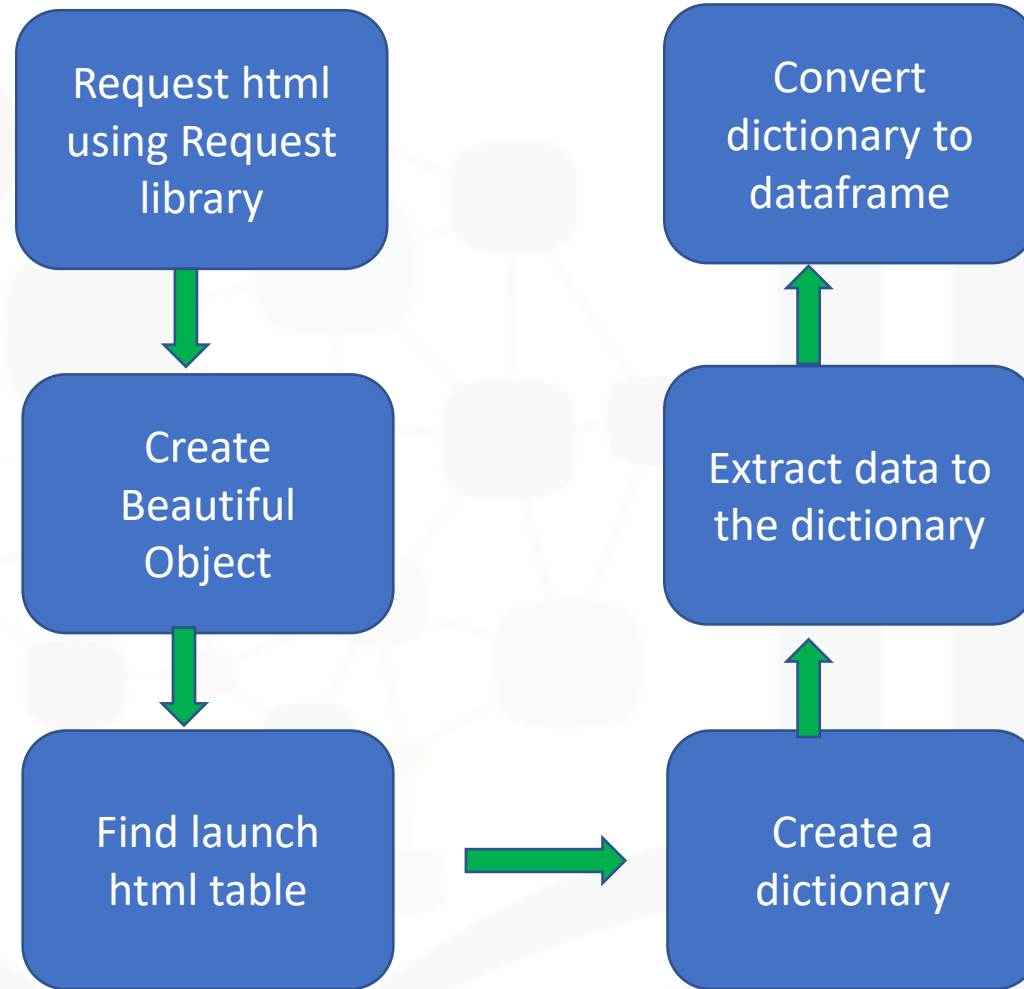 Request html
using Request
library
Create
Beautiful
Object
Find launch
html table
Create a
dictionary
Extract data to
the dictionary
Convert
dictionary to
dataframe